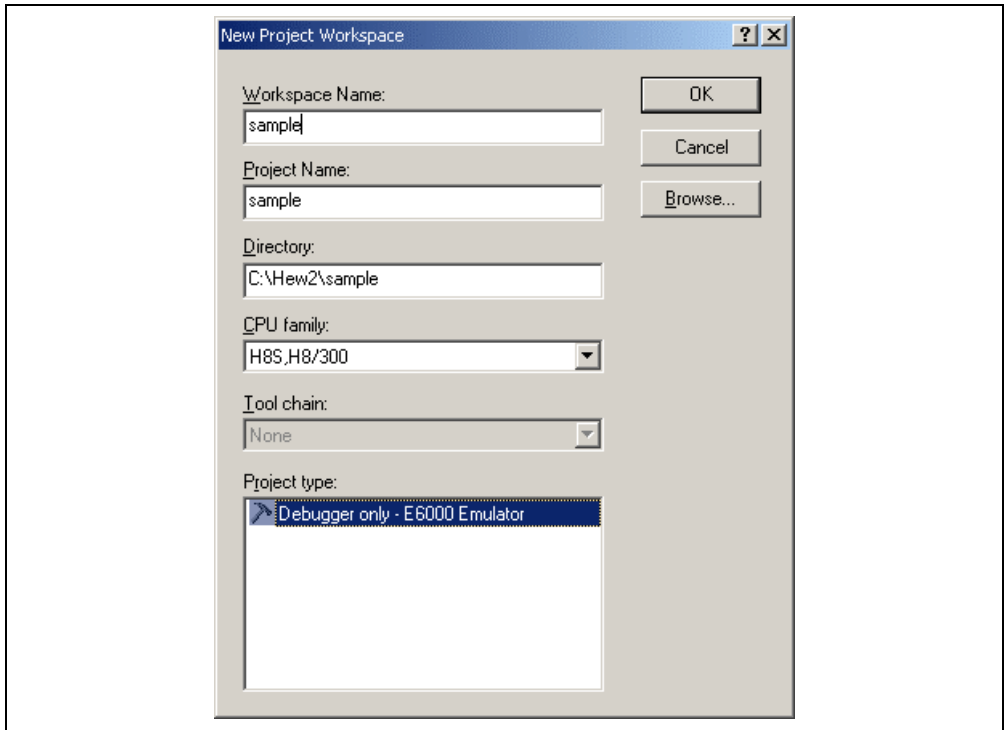 New Project Workspace
Workspace Name:
sample
Project Name:
sample
Directory:
C:\Hew2\sample
CPU family:
H8S,H8/300
Tool chain:
None
Project type:
Debugger only - E6000 Emulator
OK
Cancel
Browse...